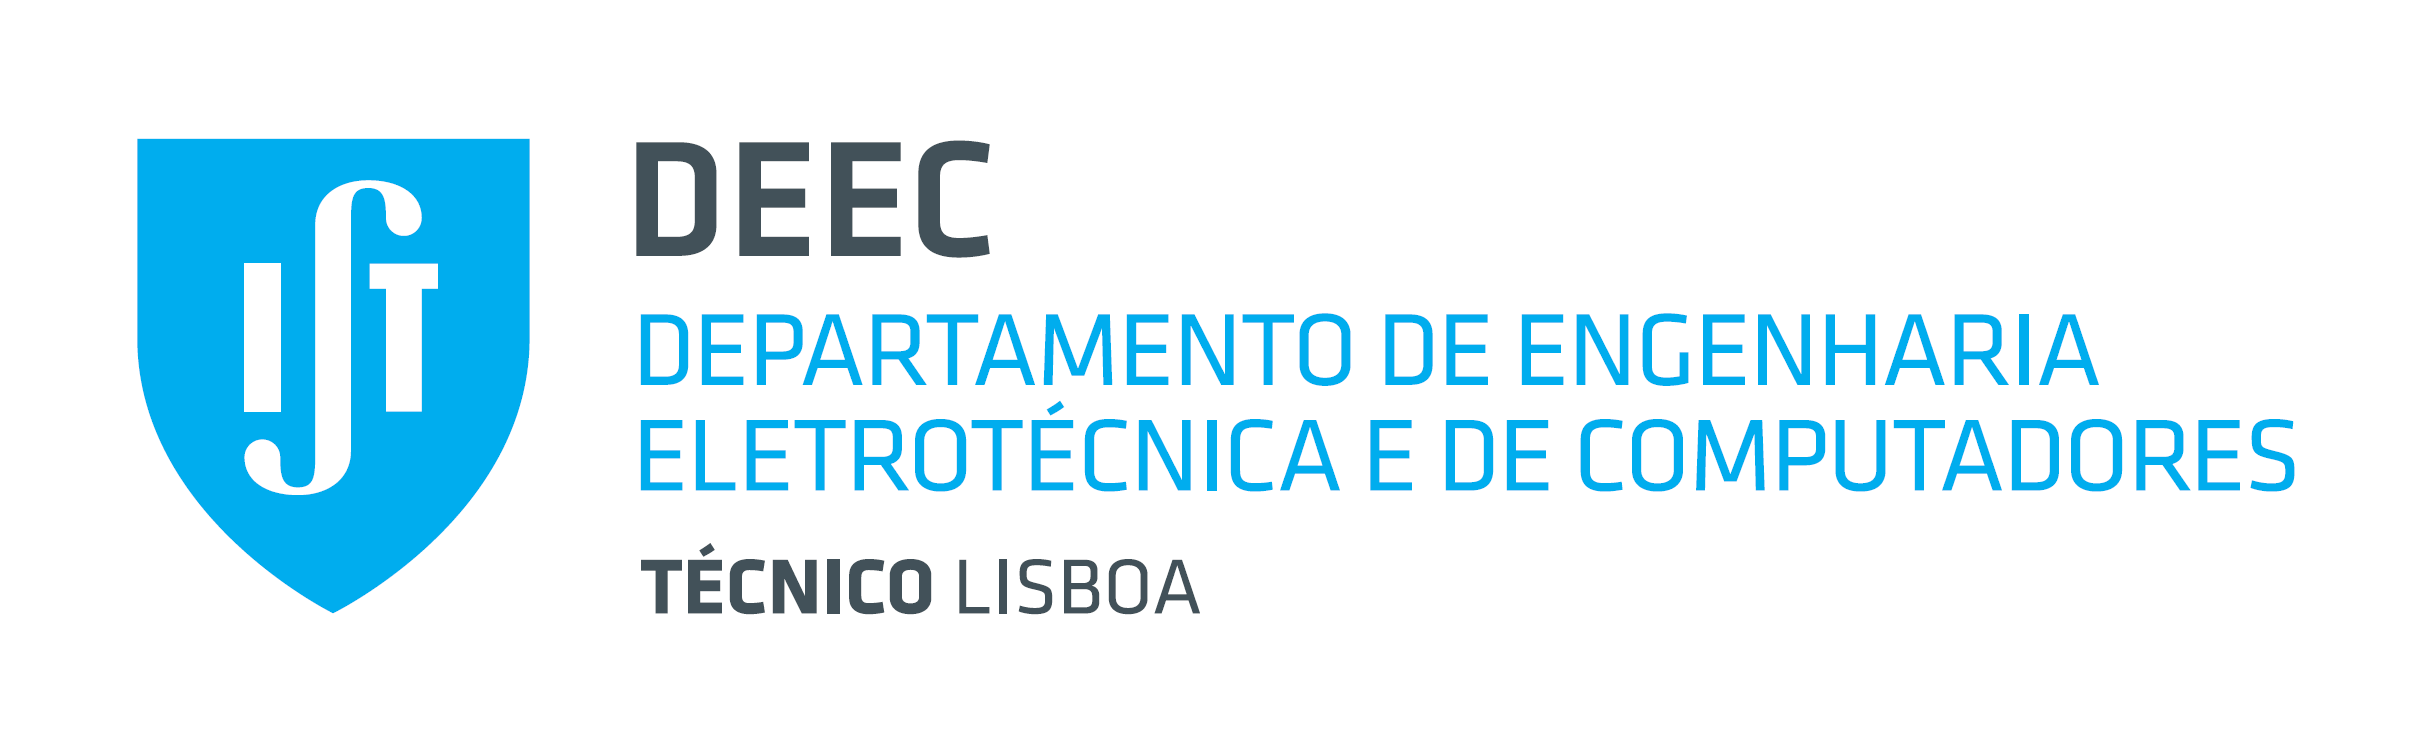 IST
DEEC
DEPARTAMENTO DE ENGENHARIA
ELETROTÉCNICA E DE COMPUTADORES
TÉCNICO LISBOA